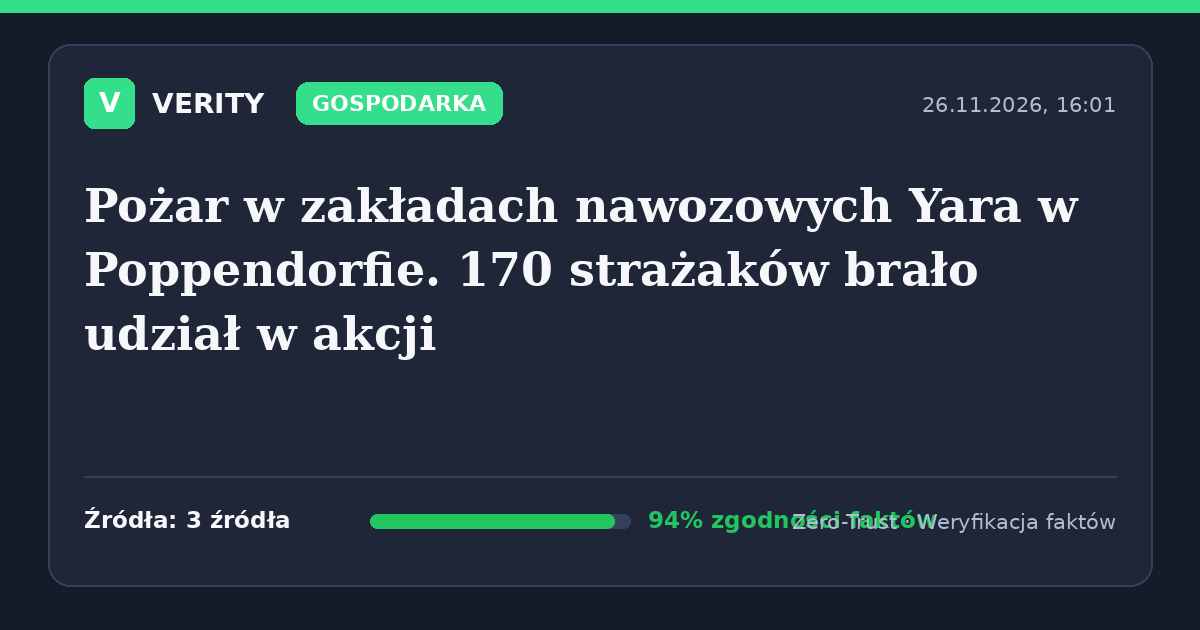 V VERITY GOSPODARKA 26.11.2026, 16:01
Pożar w zakładach nawozowych Yara w
Poppendorfie. 170 strażaków brało
udział w akcji
Źródła: 3 źródła 94% zgodności faktów Zero-Trust · Weryfikacja faktów